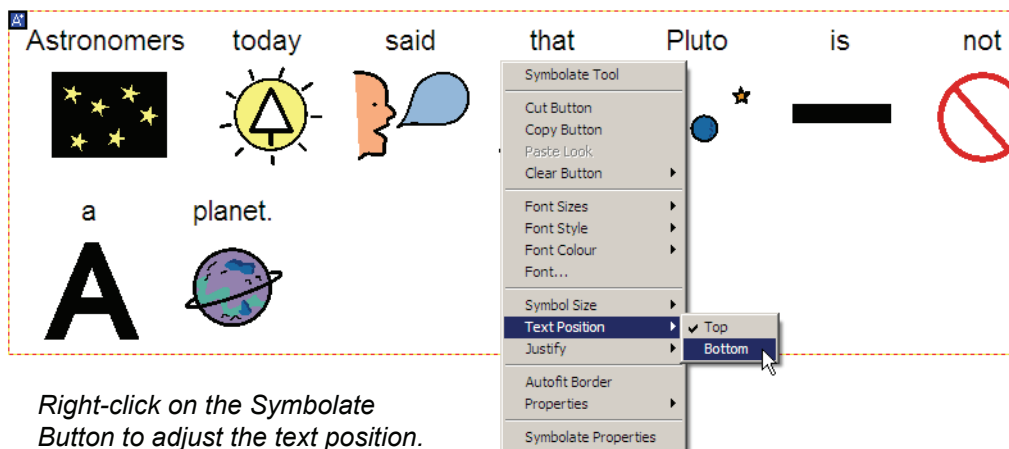 A*
Astronomers today said that Pluto is not
a planet.
A
Symbolate Tool
Cut Button
Copy Button
Paste Look
Clear Button
Font Sizes
Font Style
Font Colour
Font...
Symbol Size
Text Position
Justify
Autofit Border
Properties
Symbolate Properties
Top
Bottom
Right-click on the Symbolate
Button to adjust the text position.